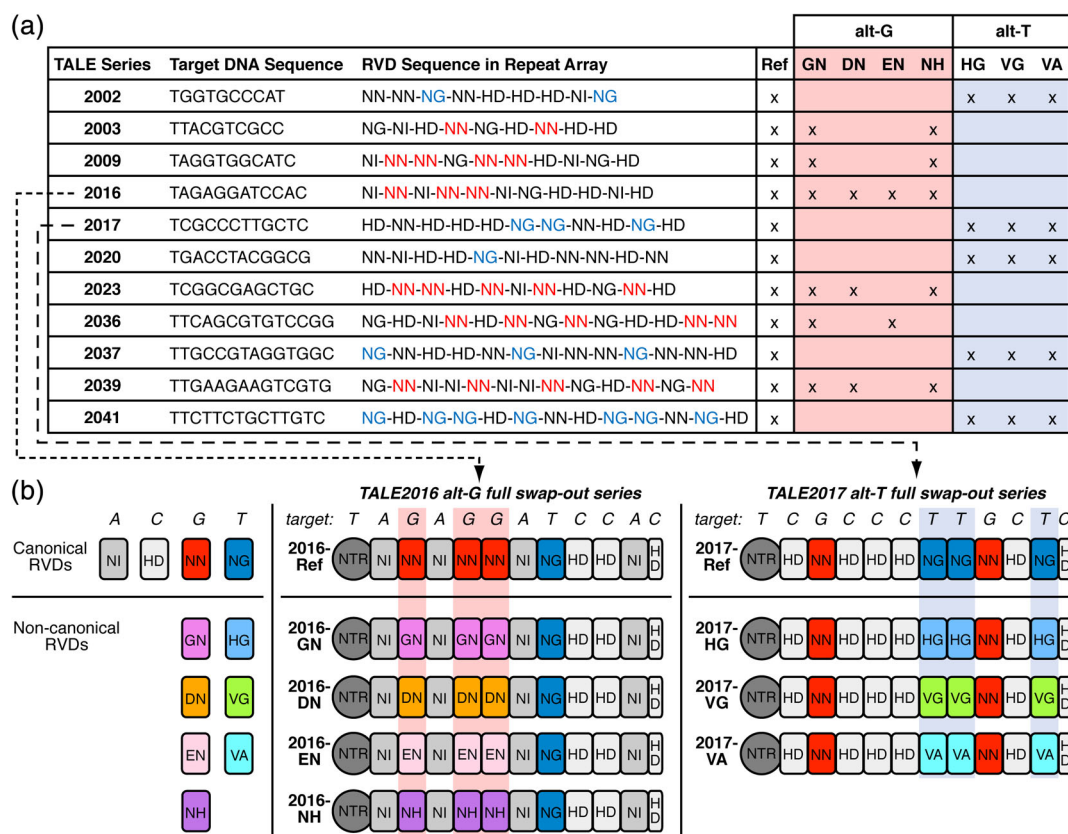 (a)
alt-G alt-T
TALE Series Target DNA Sequence RVD Sequence in Repeat Array Ref GN DN EN NH HG VG VA
2002 TGGTGCCCAT NN-NN-NG-NN-HD-HD-HD-NI-NG x x x x
2003 TTACGTCGCC NG-NI-HD-NN-NG-HD-NN-HD-HD x x x
2009 TAGGTGGCATC NI-NN-NN-NG-NN-NN-HD-NI-NG-HD x x x
2016 TAGAGGATCCAC NI-NN-NI-NN-NN-NI-NG-HD-HD-NI-HD x x x x x
2017 TCGCCCTTGCTC HD-NN-HD-HD-HD-NG-NG-NN-HD-NG-HD x x x x
2020 TGACCTACGGCG NN-NI-HD-HD-NG-NI-HD-NN-NN-HD-NN x x x x
2023 TCGGCGAGCTGC HD-NN-NN-HD-NN-NI-NN-HD-NG-NN-HD x x x x
2036 TTCAGCGTGTCCGG NG-HD-NI-NN-HD-NN-NG-NN-NG-HD-HD-NN-NN x x x
2037 TTGCCGTAGGTGGC NG-NN-HD-HD-NN-NG-NI-NN-NN-NG-NN-NN-HD x x x x
2039 TTGAAGAAGTCGTG NG-NN-NI-NI-NN-NI-NI-NN-NG-HD-NN-NG-NN x x x x
2041 TTCTTCTGCTTGTC NG-HD-NG-NG-HD-NG-NN-HD-NG-NG-NN-NG-HD x x x x
(b)
TALE2016 alt-G full swap-out series TALE2017 alt-T full swap-out series
A C G T target: T A G A G G A T C C A C target: T C G C C C T T G C T C
Canonical RVDs NI HD NN NG 2016-Ref NTR NI NN NI NN NN NI NG HD HD NI HD 2017-Ref NTR HD NN HD HD HD NG NG NN HD NG HD
Non-canonical RVDs GN HG 2016-GN NTR NI GN NI GN GN NI NG HD HD NI HD 2017-HG NTR HD NN HD HD HD HG HG NN HD HG HD
DN VG 2016-DN NTR NI DN NI DN DN NI NG HD HD NI HD 2017-VG NTR HD NN HD HD HD VG VG NN HD VG HD
EN VA 2016-EN NTR NI EN NI EN EN NI NG HD HD NI HD 2017-VA NTR HD NN HD HD HD VA VA NN HD VA HD
NH 2016-NH NTR NI NH NI NH NH NI NG HD HD NI HD